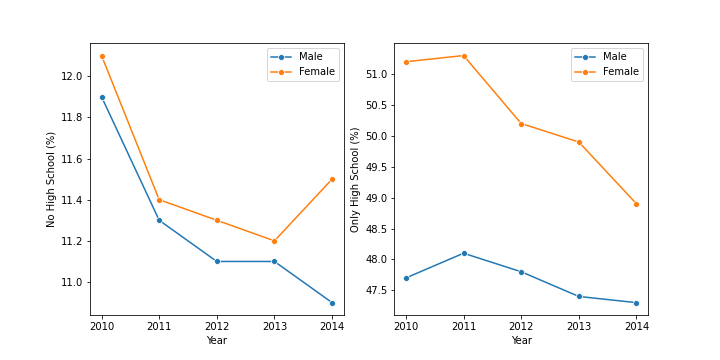 Male
Female
12.0
11.8
11.6
11.4
11.2
11.0
No High School (%)
2010 2011 2012 2013 2014
Year
Male
Female
51.0
50.5
50.0
49.5
49.0
48.5
48.0
47.5
Only High School (%)
2010 2011 2012 2013 2014
Year